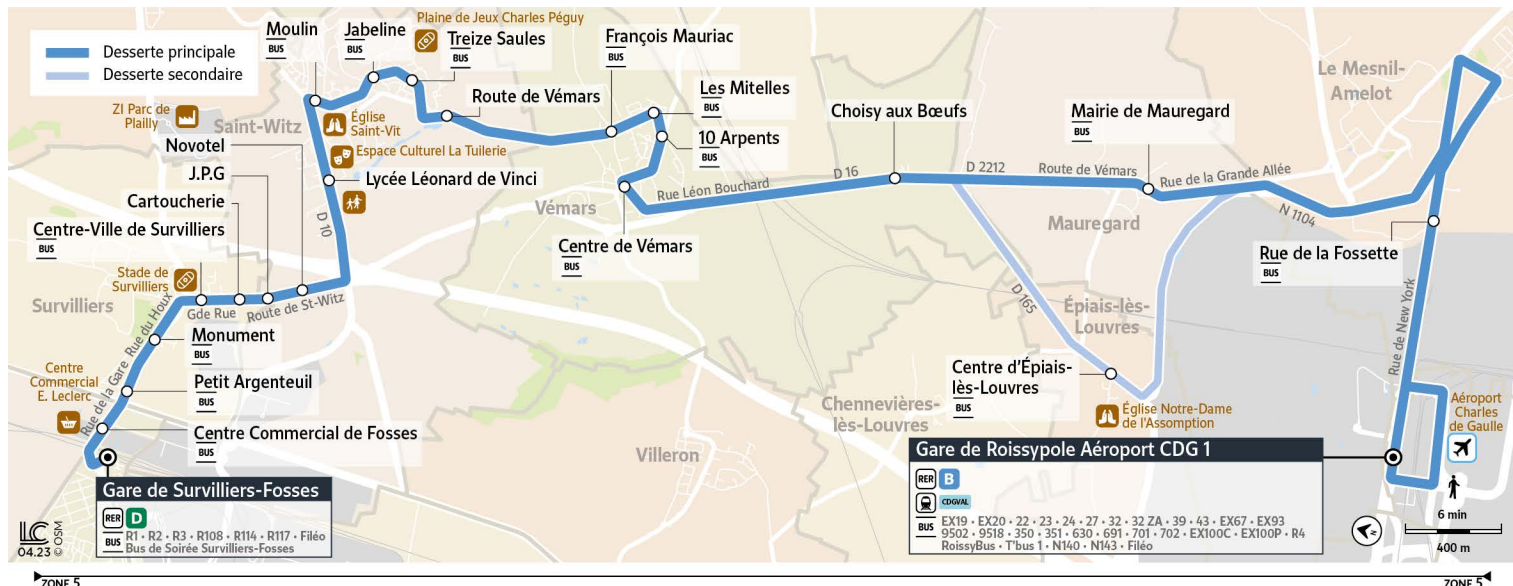 Desserte principale
Desserte secondaire
Moulin
BUS
Jabeline
BUS
Plaine de Jeux Charles Péguy
Treize Saules
BUS
François Mauriac
BUS
Les Mitelles
BUS
Route de Vémars
10 Arpents
BUS
Choisy aux Bœufs
Mairie de Mauregard
BUS
Le Mesnil-
Amelot
ZI Parc de
Plailly
Saint-Witz
Église
Saint-Vit
Espace Culturel La Tuilerie
Novotel
J.P.G
Lycée Léonard de Vinci
Cartoucherie
Centre-Ville de Survilliers
BUS
D 10
Vémars
Rue Léon Bouchard
D 16
D 2212
Route de Vémars
Rue de la Grande Allée
N 1104
Mauregard
Centre de Vémars
BUS
Rue de la Fossette
BUS
Stade de
Survilliers
Survilliers
Gde Rue
Route de St-Witz
Rue du Houx
D 165
Épiais-lès-
Louvres
Rue de New York
Monument
BUS
Centre
Commercial
E. Leclerc
Rue de la Gare
Petit Argenteuil
BUS
Centre d'Épiais-
lès-Louvres
BUS
Chennevières-
lès-Louvres
Église Notre-Dame
de l'Assomption
Aéroport
Charles
de Gaulle
Centre Commercial de Fosses
BUS
Villeron
Gare de Roissypole Aéroport CDG 1
RER B
CDGVAL
BUS EX19 • EX20 • 22 • 23 • 24 • 27 • 32 • 32 ZA • 39 • 43 • EX67 • EX93
9502 • 9518 • 350 • 351 • 630 • 691 • 701 • 702 • EX100C • EX100P • R4
RoissyBus • T'bus 1 • N140 • N143 • Filéo
Gare de Survilliers-Fosses
RER D
BUS R1 • R2 • R3 • R108 • R114 • R117 • Filéo
Bus de Soirée Survilliers-Fosses
LC
04.23 © OSM
N
6 min
400 m
ZONE 5
ZONE 5